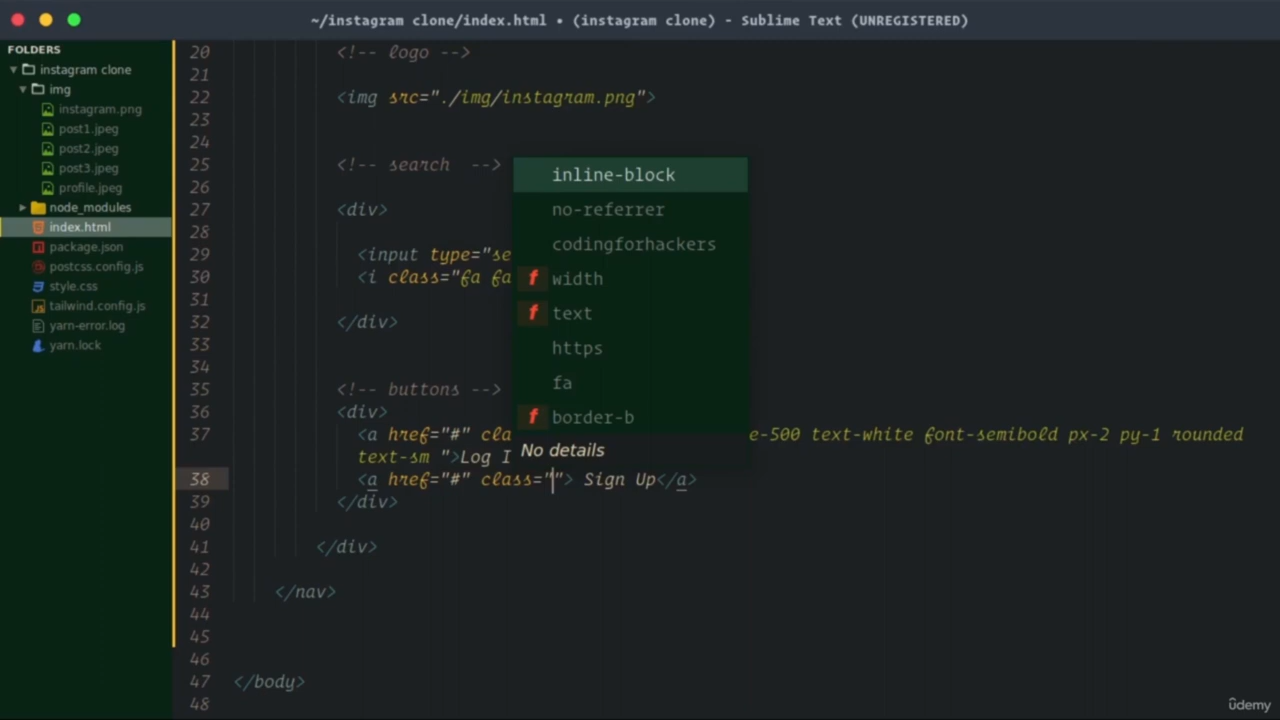 ~/instagram clone/index.html • (instagram clone) - Sublime Text (UNREGISTERED)
FOLDERS
instagram clone
img
instagram.png
post1.jpeg
post2.jpeg
post3.jpeg
profile.jpeg
node_modules
index.html
package.json
postcss.config.js
style.css
tailwind.config.js
yarn-error.log
yarn.lock
20 <!-- logo -->
21
22 <img src="./img/instagram.png">
23
24
25 <!-- search -->
26
27 <div>
28
29 <input type="se
30 <i class="fa fa
31
32 </div>
33
34
35 <!-- buttons -->
36 <div>
37 <a href="#" cla e-500 text-white font-semibold px-2 py-1 rounded
text-sm ">Log I
38 <a href="#" class=""> Sign Up</a>
39 </div>
40
41 </div>
42
43 </nav>
44
45
46
47 </body>
48
inline-block
no-referrer
codingforhackers
f width
f text
https
fa
f border-b
No details
ûdemy